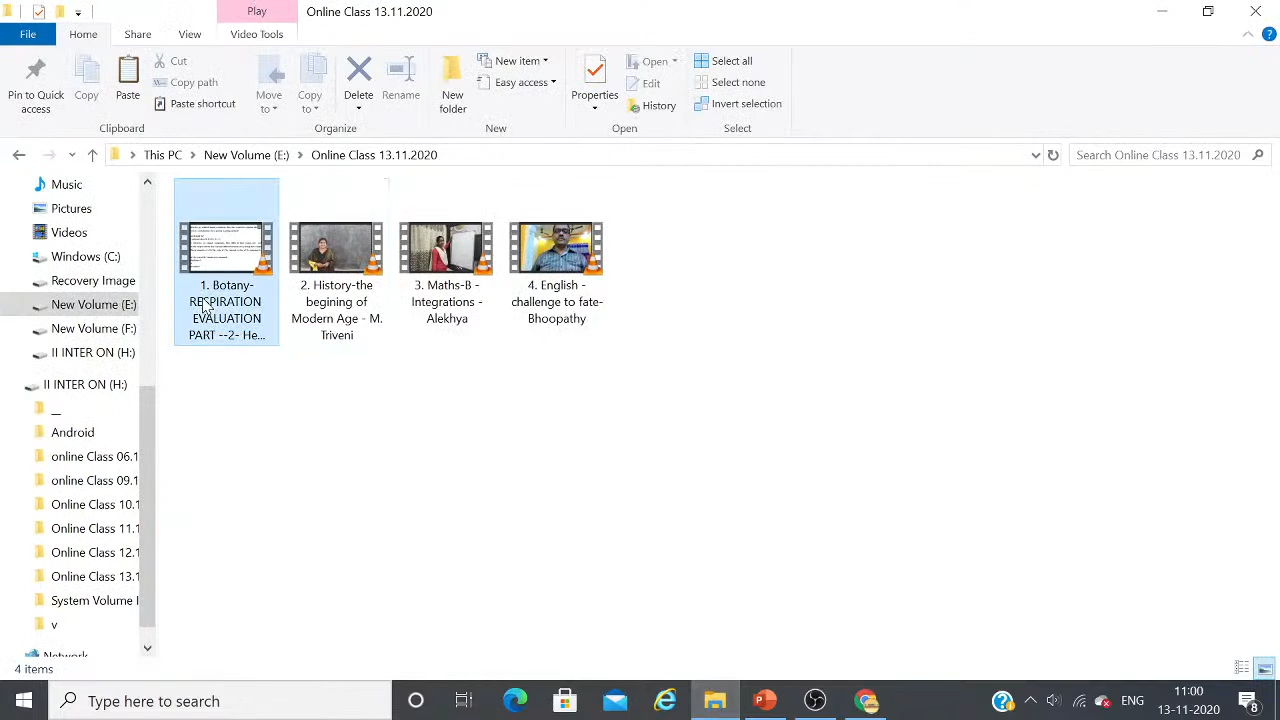 Play
Online Class 13.11.2020
File
Home
Share
View
Video Tools
Pin to Quick access
Copy
Paste
Cut
Copy path
Paste shortcut
Clipboard
Move to
Copy to
Delete
Rename
Organize
New folder
New item
Easy access
New
Properties
Open
Edit
History
Open
Select all
Select none
Invert selection
Select
This PC
New Volume (E:)
Online Class 13.11.2020
Search Online Class 13.11.2020
Music
Pictures
Videos
Windows (C:)
Recovery Image
New Volume (E:)
New Volume (F:)
II INTER ON (H:)
II INTER ON (H:)
__
Android
online Class 06.1
online Class 09.1
Online Class 10.1
Online Class 11.1
Online Class 12.1
Online Class 13.1
System Volume I
v
Network
1. Botany-
RESPIRATION
EVALUATION
PART --2- He...
2. History-the
begining of
Modern Age - M.
Triveni
3. Maths-B -
Integrations -
Alekhya
4. English -
challenge to fate-
Bhoopathy
4 items
Type here to search
ENG
11:00
13-11-2020
8